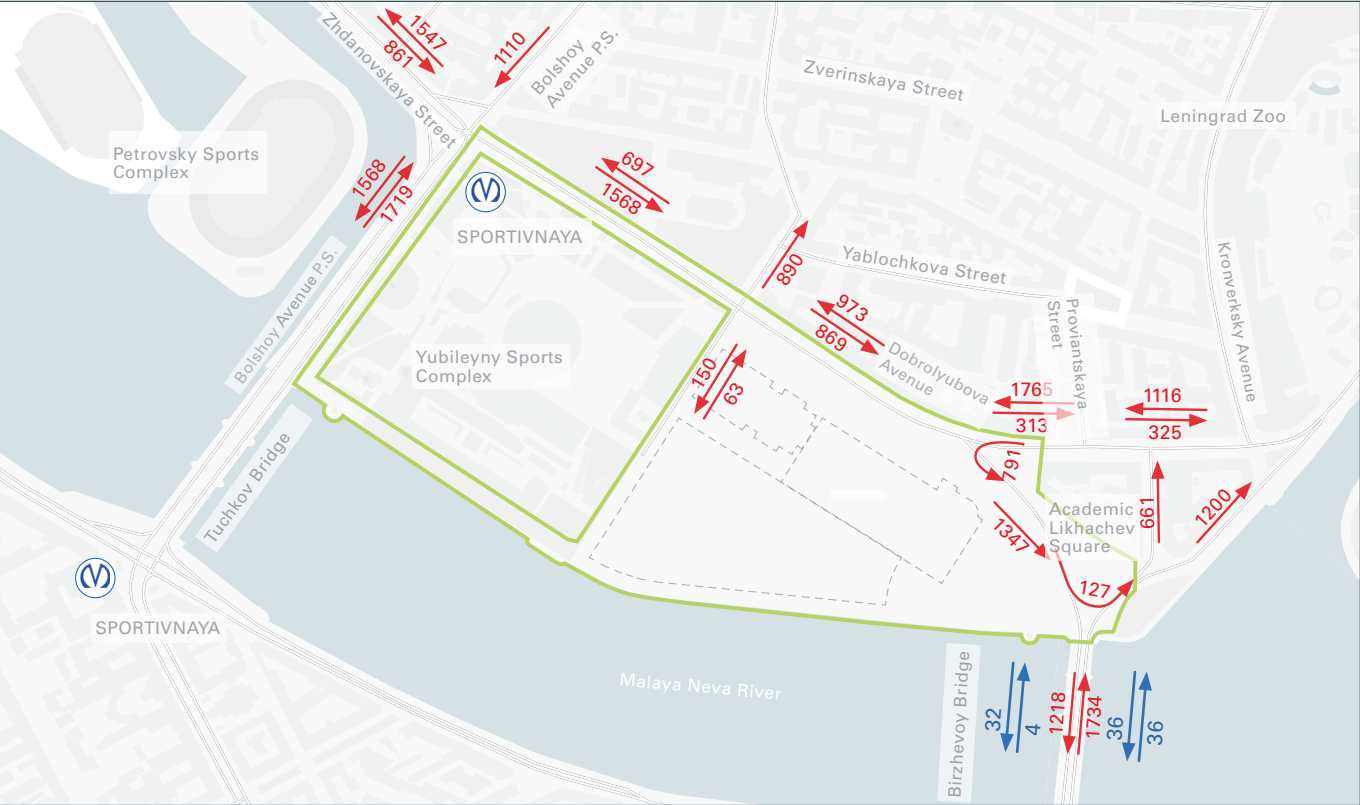 1547
861
Zhdanovskaya Street
1110
Bolshoy
Avenue P.S.
Zverinskaya Street
Leningrad Zoo
Petrovsky Sports
Complex
1568
1719
697
1568
SPORTIVNAYA
Bolshoy Avenue P.S.
890
Yablochkova Street
Proviantskaya
Street
Kronverksky Avenue
973
869
Dobrolyubova
Avenue
Yubileyny Sports
Complex
150
63
1765
313
1116
325
791
Tuchkov Bridge
1347
Academic
Likhachev
Square
661
1200
127
SPORTIVNAYA
Malaya Neva River
Birzhevoy Bridge
32
4
1218
1734
36
36